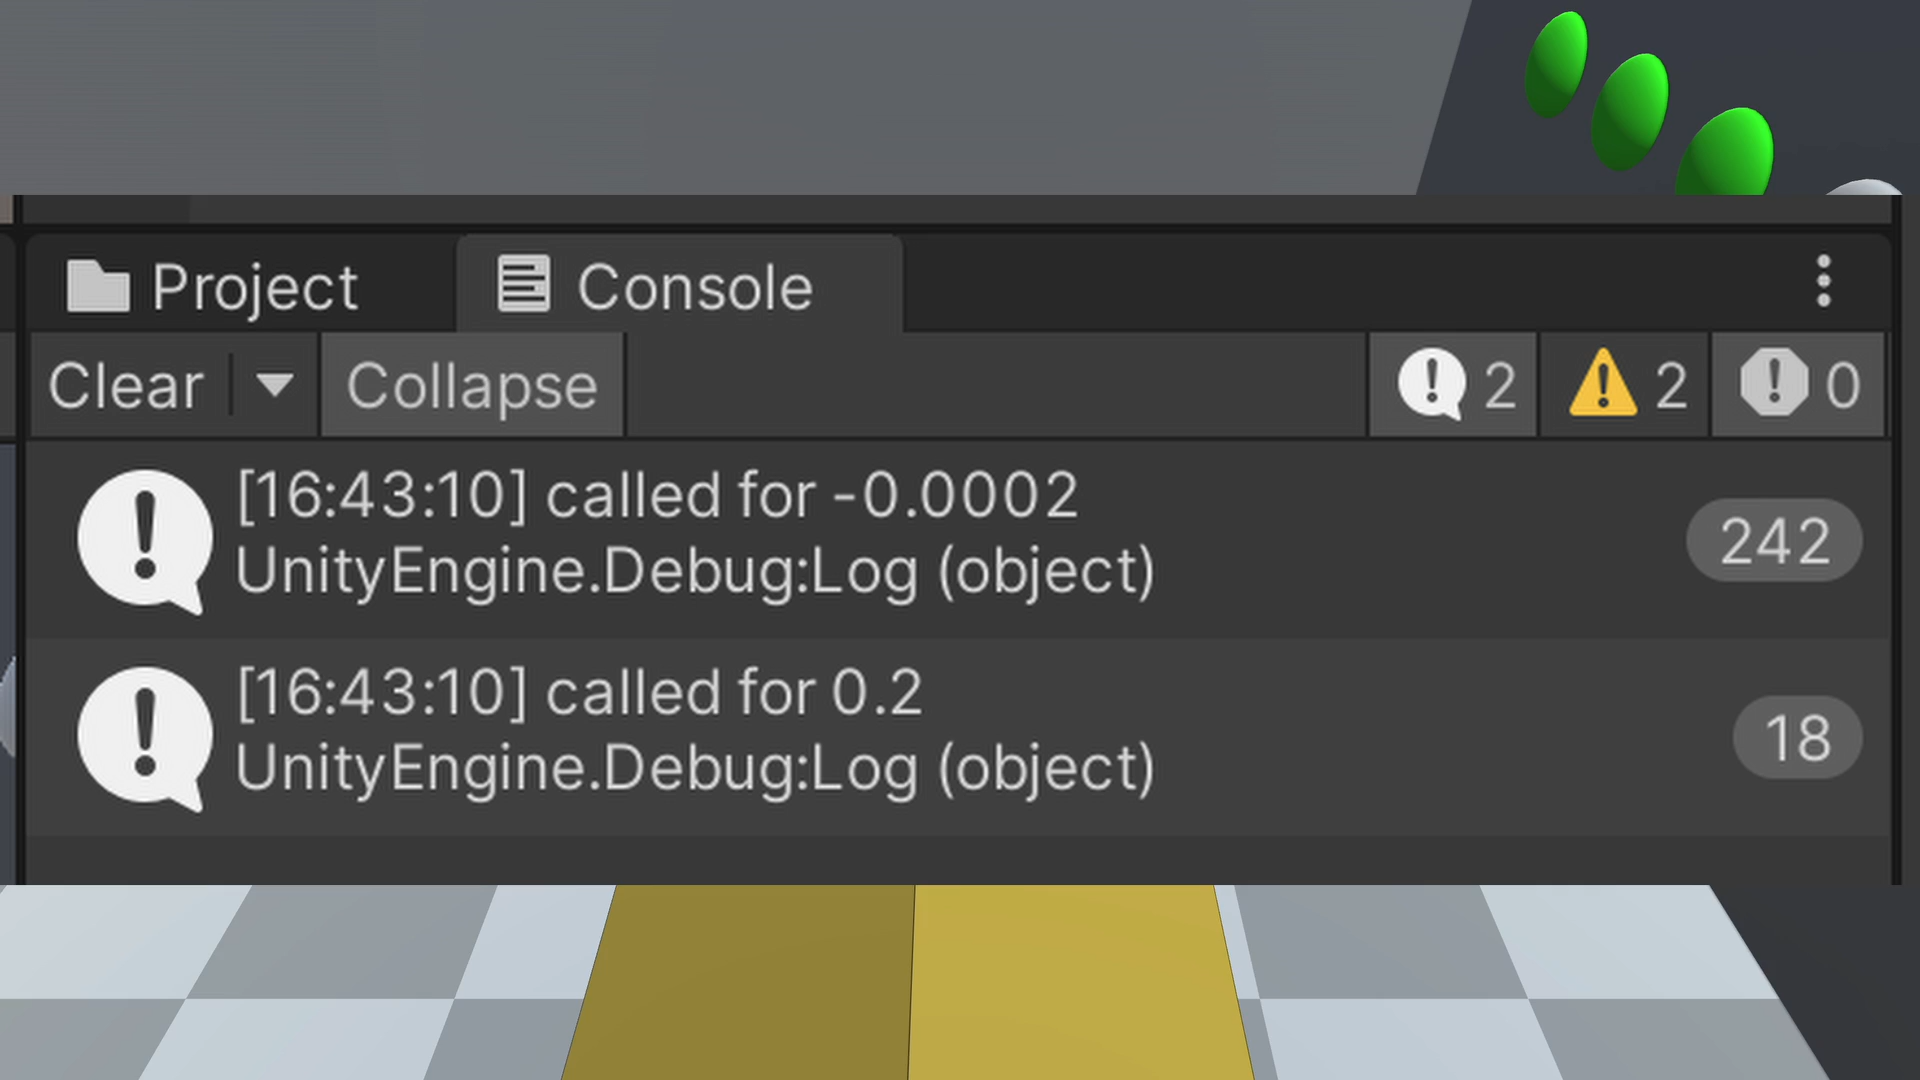 Project
Console
Clear
Collapse
2
2
0
[16:43:10] called for -0.0002
UnityEngine.Debug:Log (object)
242
[16:43:10] called for 0.2
UnityEngine.Debug:Log (object)
18